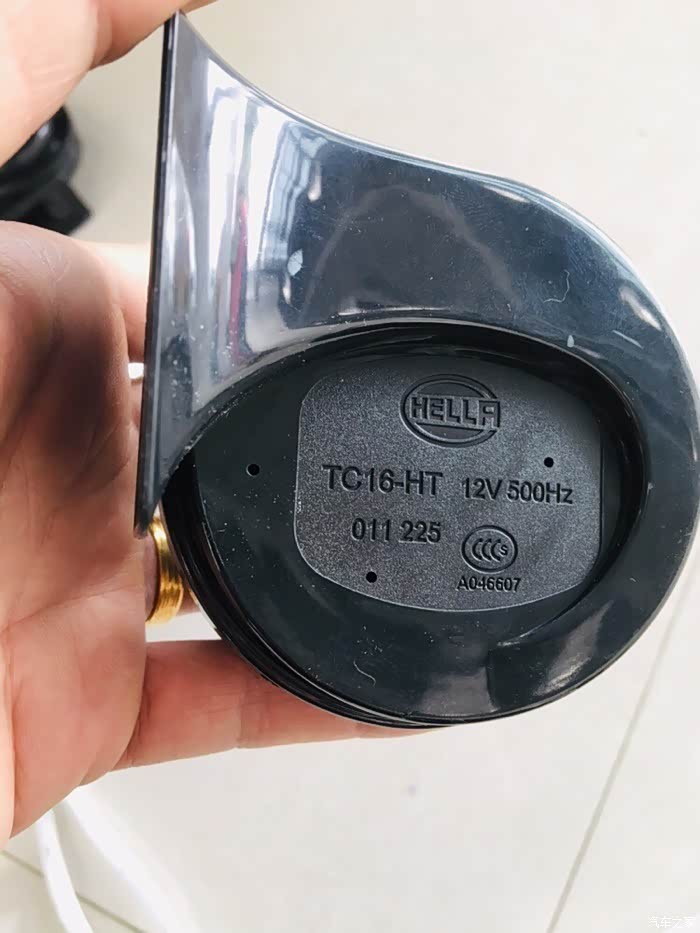 HELLA
TC16-HT 12V 500Hz
011 225
CCC S
A046607
汽车之家